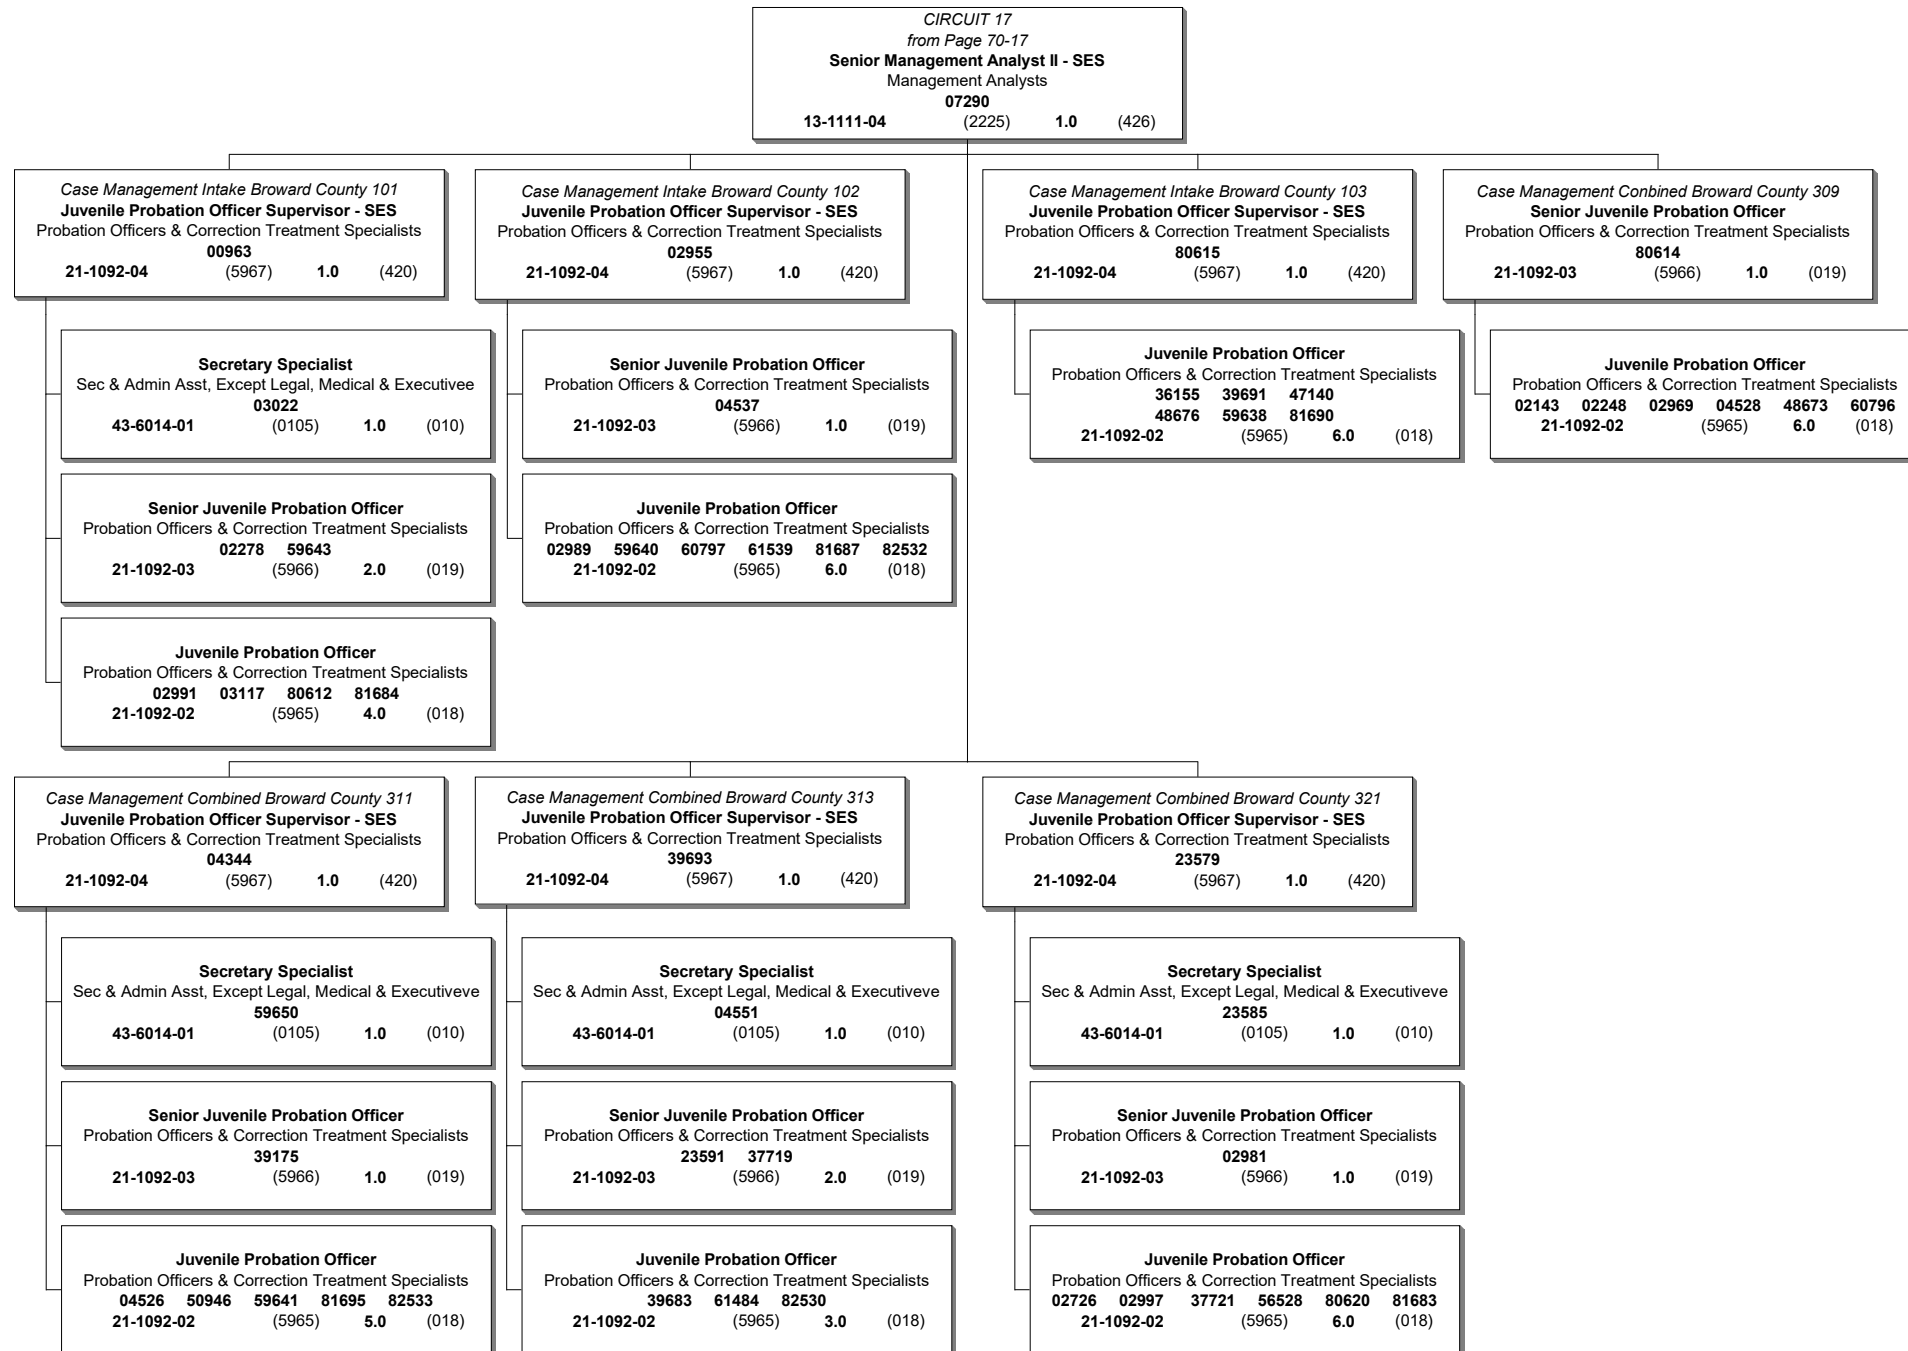 CIRCUIT 17
from Page 70-17
Senior Management Analyst II - SES
Management Analysts
07290
13-1111-04 (2225) 1.0 (426)
Case Management Intake Broward County 101
Juvenile Probation Officer Supervisor - SES
Probation Officers & Correction Treatment Specialists
00963
21-1092-04 (5967) 1.0 (420)
Secretary Specialist
Sec & Admin Asst, Except Legal, Medical & Executivee
03022
43-6014-01 (0105) 1.0 (010)
Senior Juvenile Probation Officer
Probation Officers & Correction Treatment Specialists
02278 59643
21-1092-03 (5966) 2.0 (019)
Juvenile Probation Officer
Probation Officers & Correction Treatment Specialists
02991 03117 80612 81684
21-1092-02 (5965) 4.0 (018)
Case Management Intake Broward County 102
Juvenile Probation Officer Supervisor - SES
Probation Officers & Correction Treatment Specialists
02955
21-1092-04 (5967) 1.0 (420)
Senior Juvenile Probation Officer
Probation Officers & Correction Treatment Specialists
04537
21-1092-03 (5966) 1.0 (019)
Juvenile Probation Officer
Probation Officers & Correction Treatment Specialists
02989 59640 60797 61539 81687 82532
21-1092-02 (5965) 6.0 (018)
Case Management Intake Broward County 103
Juvenile Probation Officer Supervisor - SES
Probation Officers & Correction Treatment Specialists
80615
21-1092-04 (5967) 1.0 (420)
Juvenile Probation Officer
Probation Officers & Correction Treatment Specialists
36155 39691 47140
48676 59638 81690
21-1092-02 (5965) 6.0 (018)
Case Management Combined Broward County 309
Senior Juvenile Probation Officer
Probation Officers & Correction Treatment Specialists
80614
21-1092-03 (5966) 1.0 (019)
Juvenile Probation Officer
Probation Officers & Correction Treatment Specialists
02143 02248 02969 04528 48673 60796
21-1092-02 (5965) 6.0 (018)
Case Management Combined Broward County 311
Juvenile Probation Officer Supervisor - SES
Probation Officers & Correction Treatment Specialists
04344
21-1092-04 (5967) 1.0 (420)
Secretary Specialist
Sec & Admin Asst, Except Legal, Medical & Executiveve
59650
43-6014-01 (0105) 1.0 (010)
Senior Juvenile Probation Officer
Probation Officers & Correction Treatment Specialists
39175
21-1092-03 (5966) 1.0 (019)
Juvenile Probation Officer
Probation Officers & Correction Treatment Specialists
04526 50946 59641 81695 82533
21-1092-02 (5965) 5.0 (018)
Case Management Combined Broward County 313
Juvenile Probation Officer Supervisor - SES
Probation Officers & Correction Treatment Specialists
39693
21-1092-04 (5967) 1.0 (420)
Secretary Specialist
Sec & Admin Asst, Except Legal, Medical & Executiveve
04551
43-6014-01 (0105) 1.0 (010)
Senior Juvenile Probation Officer
Probation Officers & Correction Treatment Specialists
23591 37719
21-1092-03 (5966) 2.0 (019)
Juvenile Probation Officer
Probation Officers & Correction Treatment Specialists
39683 61484 82530
21-1092-02 (5965) 3.0 (018)
Case Management Combined Broward County 321
Juvenile Probation Officer Supervisor - SES
Probation Officers & Correction Treatment Specialists
23579
21-1092-04 (5967) 1.0 (420)
Secretary Specialist
Sec & Admin Asst, Except Legal, Medical & Executiveve
23585
43-6014-01 (0105) 1.0 (010)
Senior Juvenile Probation Officer
Probation Officers & Correction Treatment Specialists
02981
21-1092-03 (5966) 1.0 (019)
Juvenile Probation Officer
Probation Officers & Correction Treatment Specialists
02726 02997 37721 56528 80620 81683
21-1092-02 (5965) 6.0 (018)